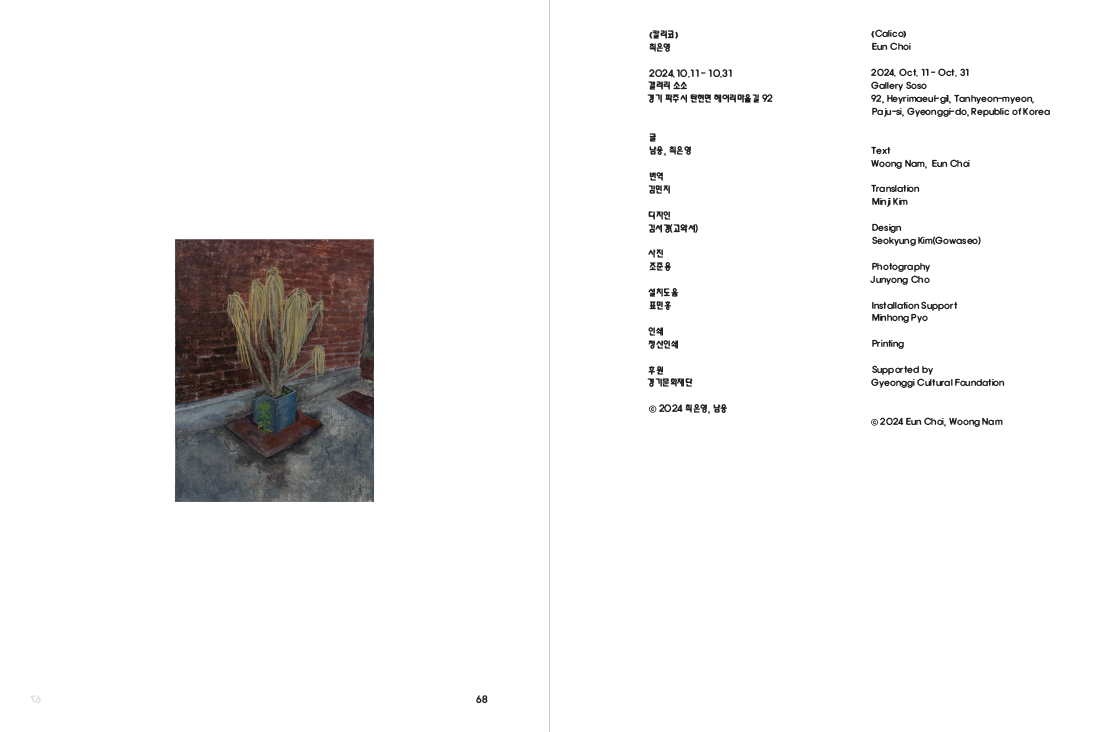 67
68
《캘리코》
최은영
2024.10.11 - 10.31
갤러리 소소
경기 파주시 탄현면 헤이리마을길 92
글
남웅, 최은영
번역
김민지
디자인
김서경(고와서)
사진
조준용
설치도움
표민홍
인쇄
청산인쇄
후원
경기문화재단
© 2024 최은영, 남웅
《Calico》
Eun Choi
2024. Oct. 11 - Oct. 31
Gallery Soso
92, Heyrimaeul-gil, Tanhyeon-myeon,
Paju-si, Gyeonggi-do, Republic of Korea
Text
Woong Nam, Eun Choi
Translation
Minji Kim
Design
Seokyung Kim(Gowaseo)
Photography
Junyong Cho
Installation Support
Minhong Pyo
Printing
Supported by
Gyeonggi Cultural Foundation
© 2024 Eun Choi, Woong Nam